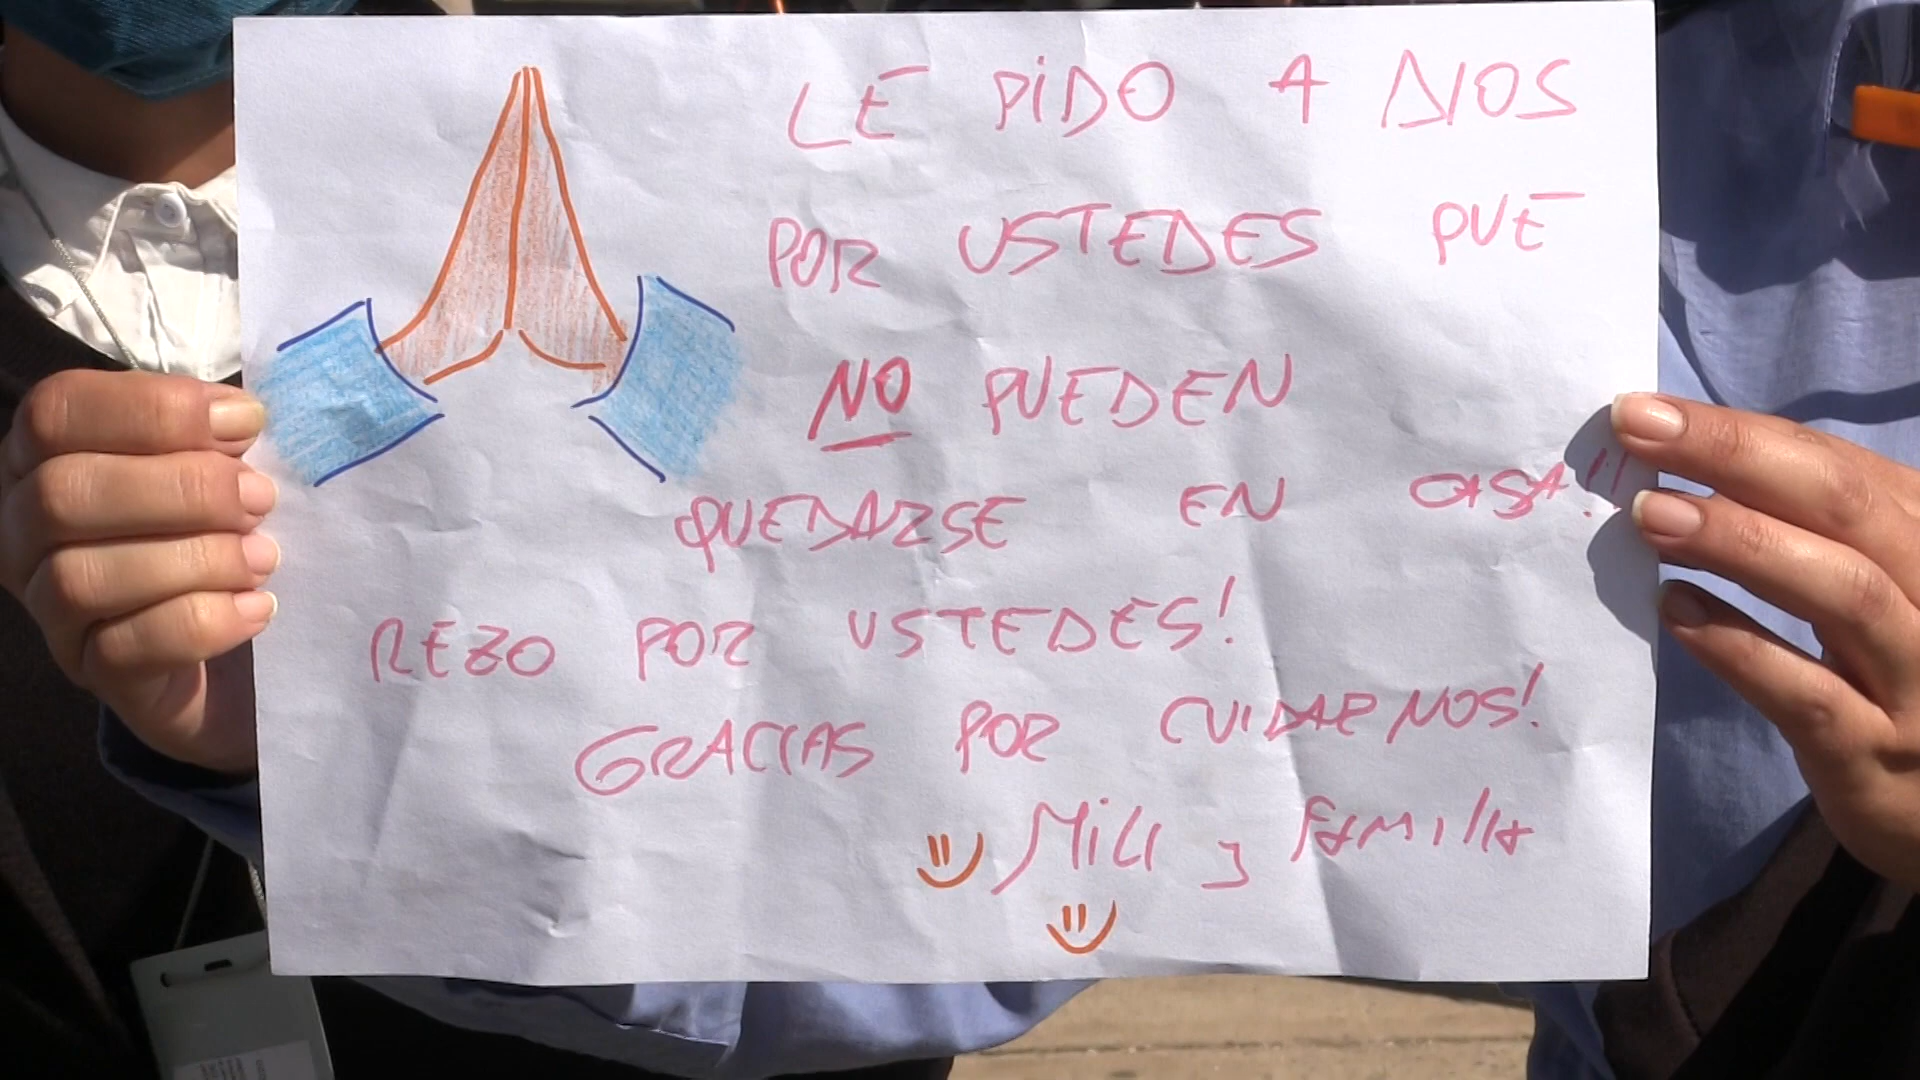 LE PIDO A DIOS
POR USTEDES QUE
NO PUEDEN
QUEDARSE EN CASA!!
REZO POR USTEDES!
GRACIAS POR CUIDARNOS!
MiLI y FAMILIA